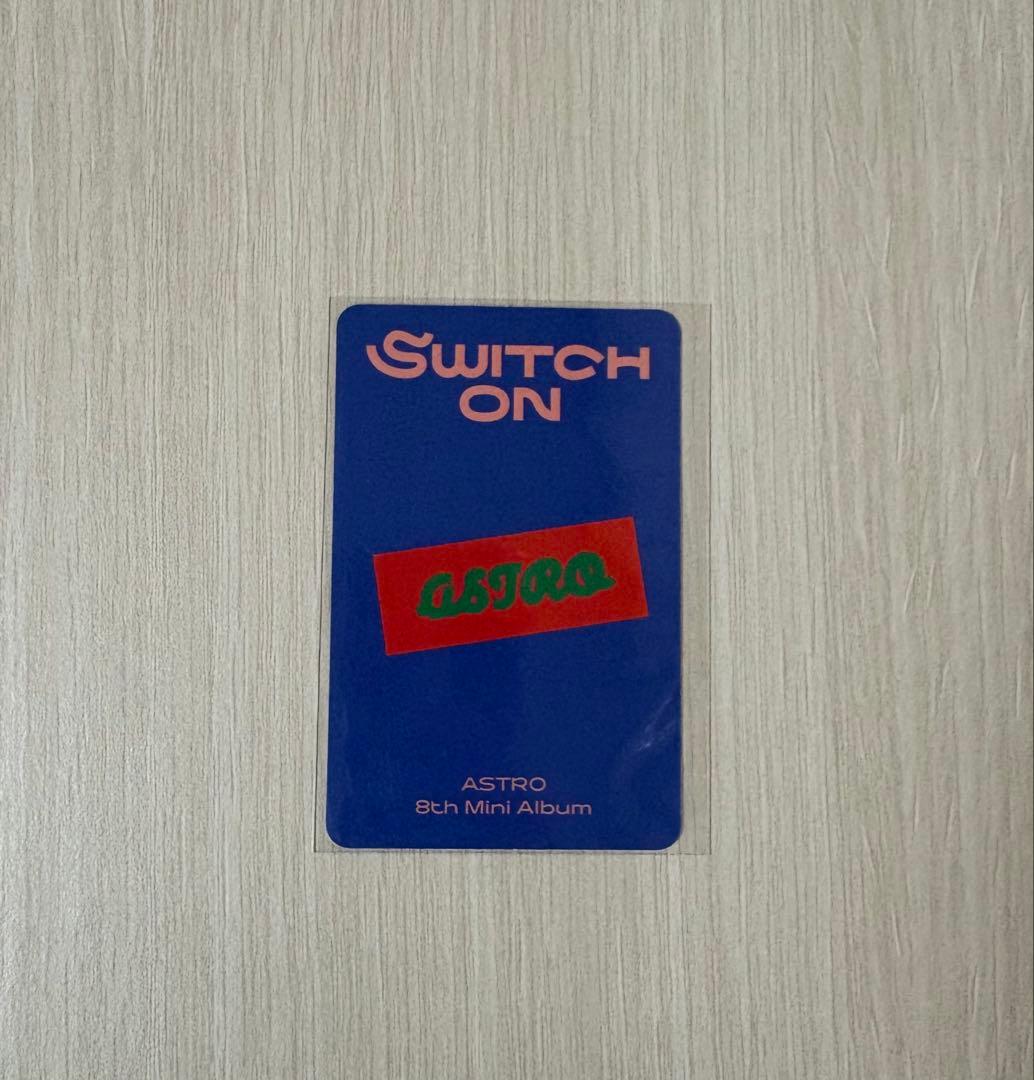 SWITCH
ON
ASTRO
ASTRO
8th Mini Album